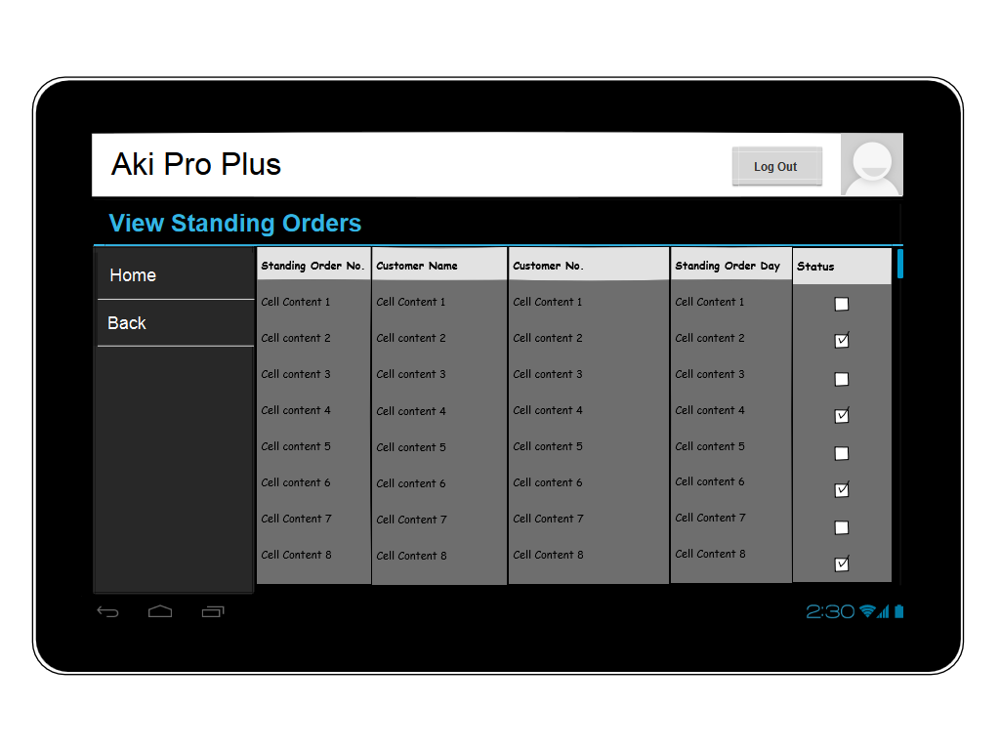 Aki Pro Plus
Log Out
View Standing Orders
Home
Back
Standing Order No. Customer Name Customer No. Standing Order Day Status
Cell Content 1 Cell Content 1 Cell Content 1 Cell Content 1
Cell content 2 Cell content 2 Cell content 2 Cell content 2
Cell content 3 Cell content 3 Cell content 3 Cell content 3
Cell content 4 Cell content 4 Cell content 4 Cell content 4
Cell content 5 Cell content 5 Cell content 5 Cell content 5
Cell content 6 Cell content 6 Cell content 6 Cell content 6
Cell Content 7 Cell Content 7 Cell Content 7 Cell Content 7
Cell Content 8 Cell Content 8 Cell Content 8 Cell Content 8
2:30